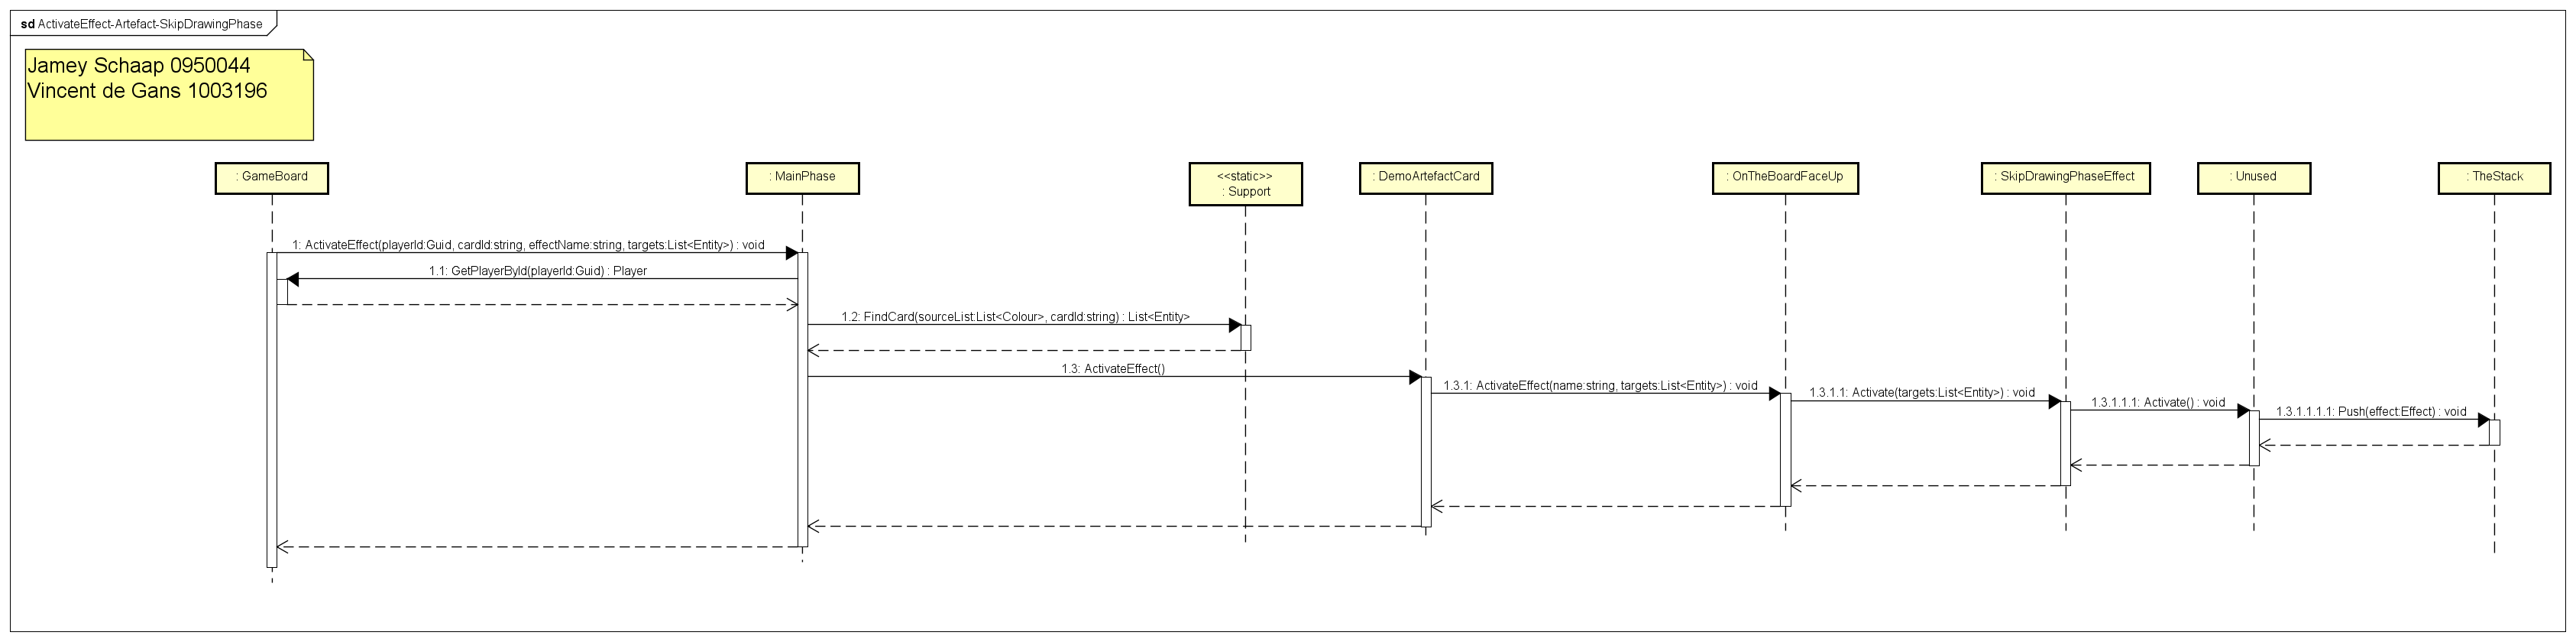 sd ActivateEffect-Artefact-SkipDrawingPhase
Jamey Schaap 0950044
Vincent de Gans 1003196
: GameBoard
: MainPhase
<<static>>
: Support
: DemoArtefactCard
: OnTheBoardFaceUp
: SkipDrawingPhaseEffect
: Unused
: TheStack
1: ActivateEffect(playerId:Guid, cardId:string, effectName:string, targets:List<Entity>) : void
1.1: GetPlayerById(playerId:Guid) : Player
1.2: FindCard(sourceList:List<Colour>, cardId:string) : List<Entity>
1.3: ActivateEffect()
1.3.1: ActivateEffect(name:string, targets:List<Entity>) : void
1.3.1.1: Activate(targets:List<Entity>) : void
1.3.1.1.1: Activate() : void
1.3.1.1.1.1: Push(effect:Effect) : void